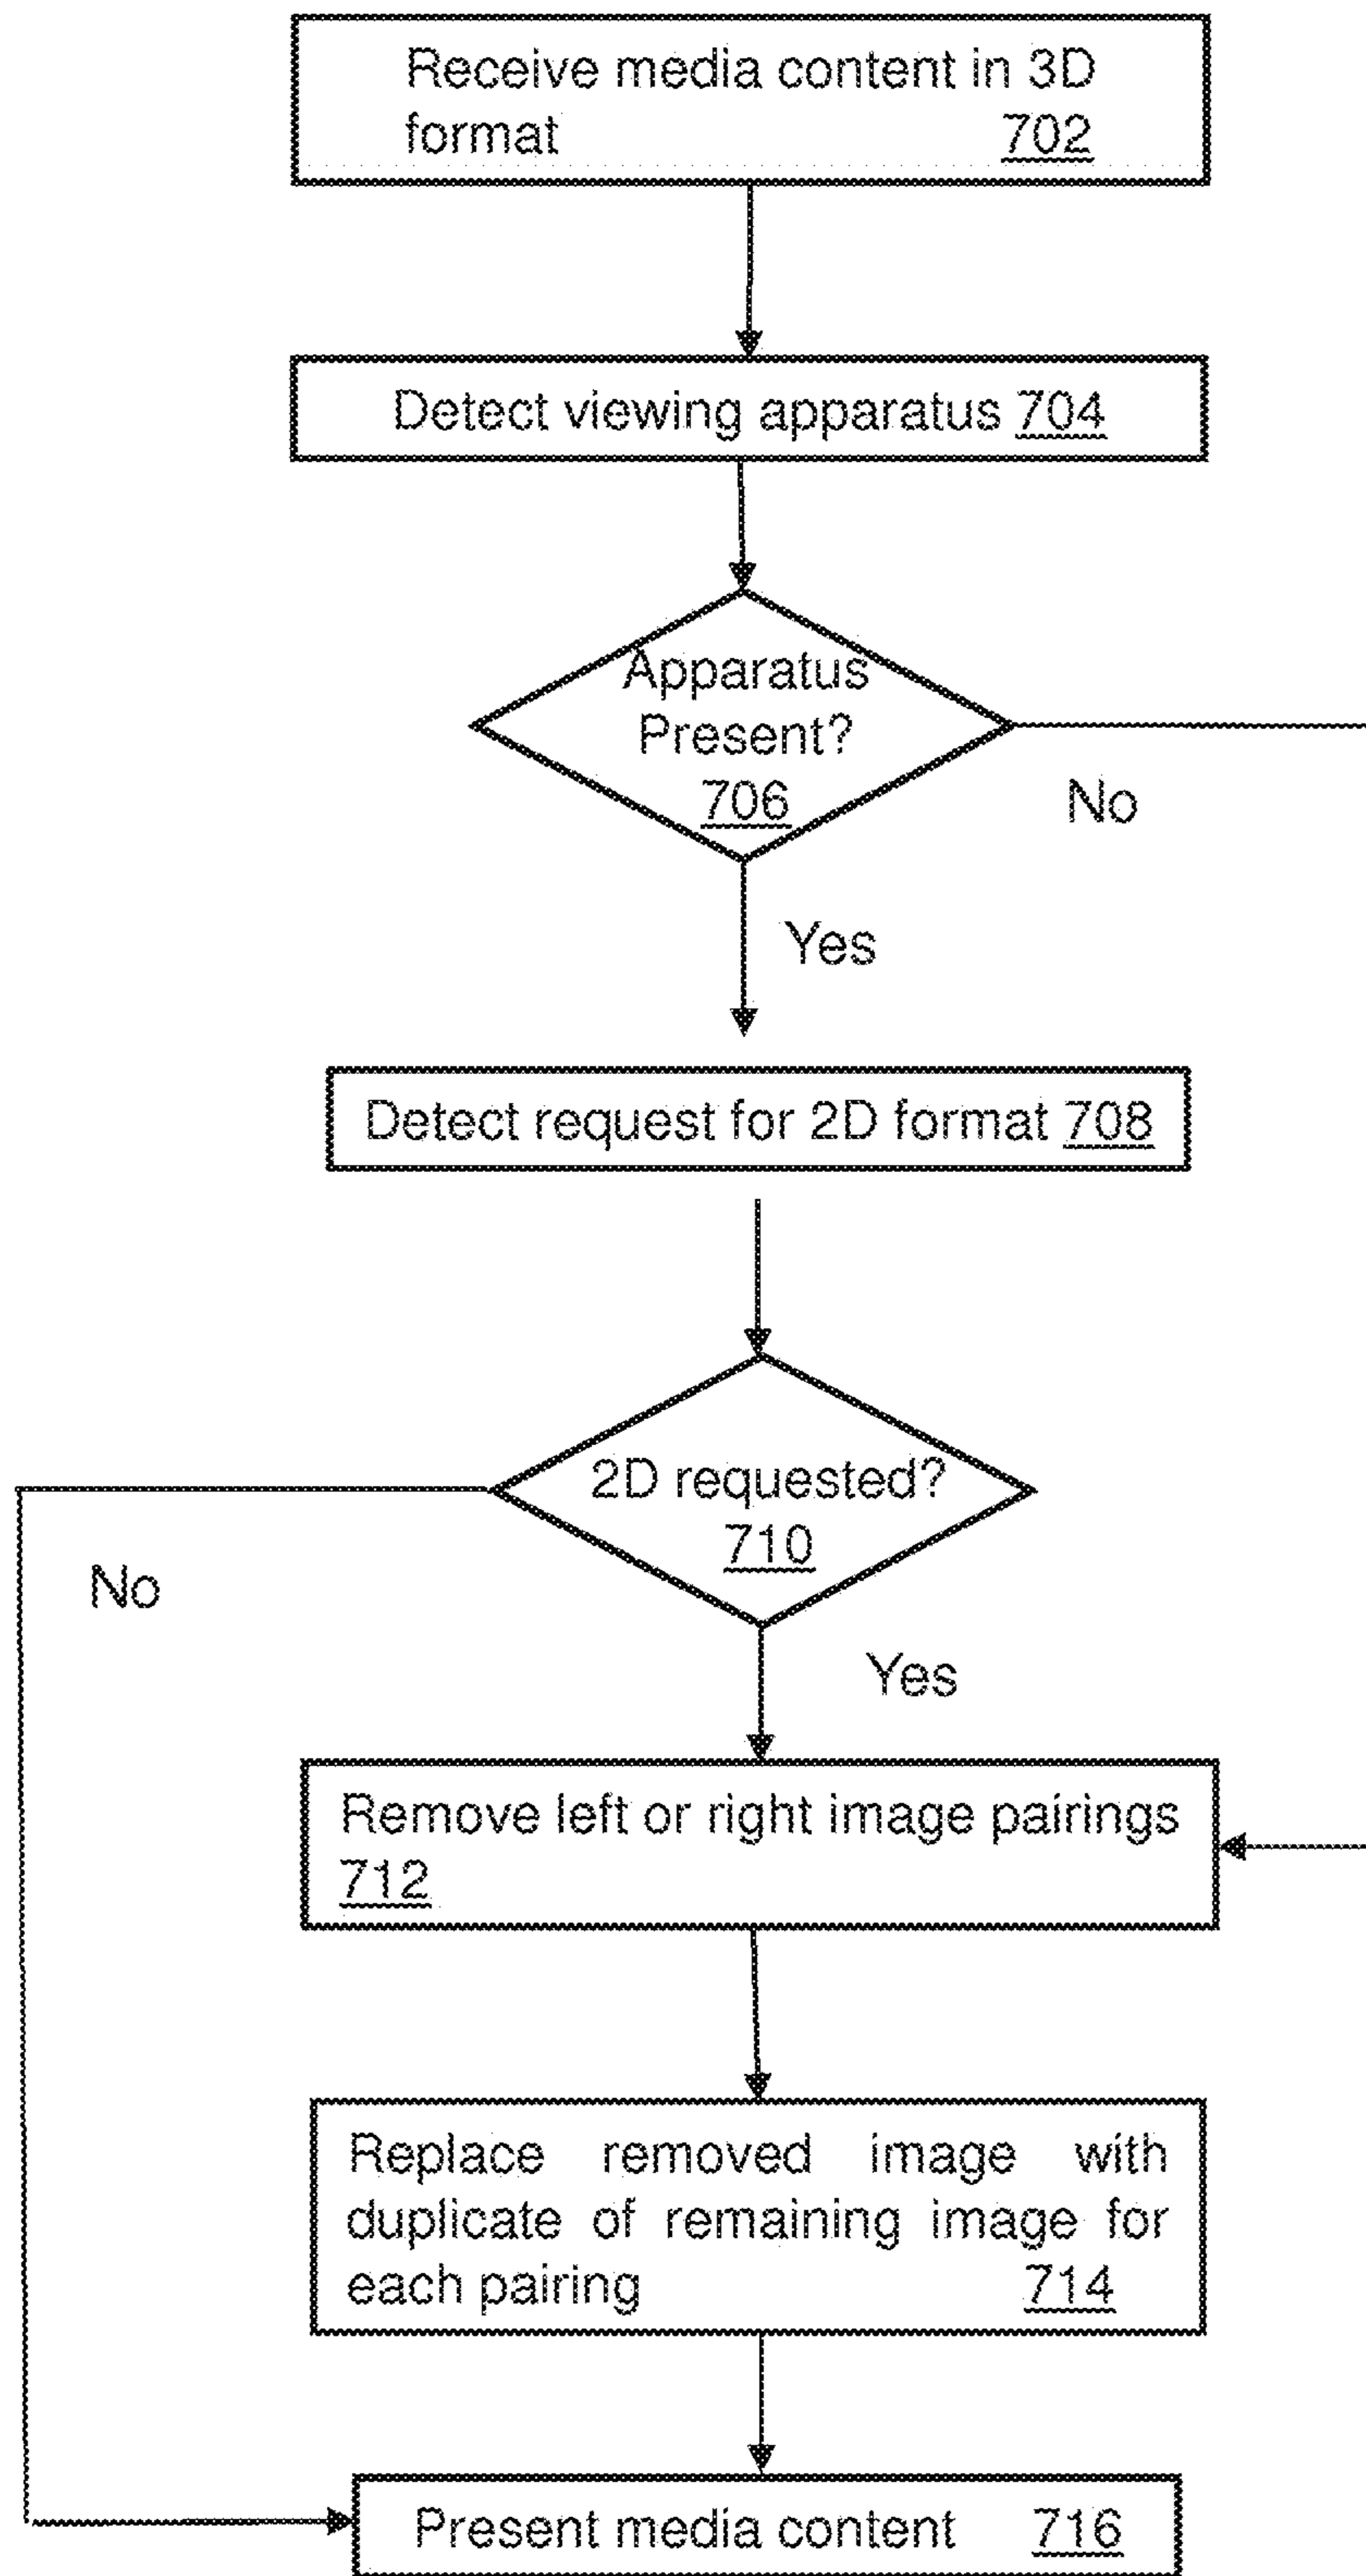 Receive media content in 3D
format 702
Detect viewing apparatus 704
Apparatus
Present?
706
No
Yes
Detect request for 2D format 708
2D requested?
710
No
Yes
Remove left or right image pairings
712
Replace removed image with
duplicate of remaining image for
each pairing 714
Present media content 716